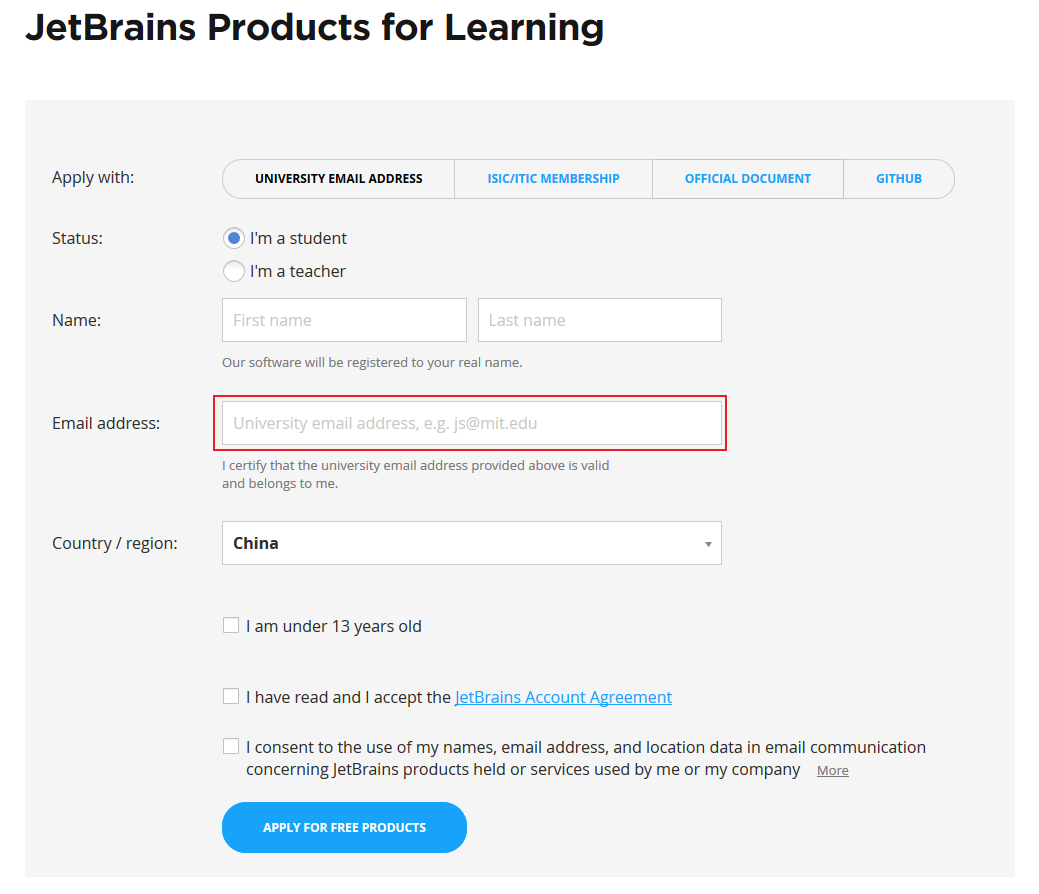 JetBrains Products for Learning
Apply with:
UNIVERSITY EMAIL ADDRESS
ISIC/ITIC MEMBERSHIP
OFFICIAL DOCUMENT
GITHUB
Status:
I'm a student
I'm a teacher
Name:
First name
Last name
Our software will be registered to your real name.
Email address:
University email address, e.g. js@mit.edu
I certify that the university email address provided above is valid
and belongs to me.
Country / region:
China
I am under 13 years old
I have read and I accept the JetBrains Account Agreement
I consent to the use of my names, email address, and location data in email communication
concerning JetBrains products held or services used by me or my company
More
APPLY FOR FREE PRODUCTS